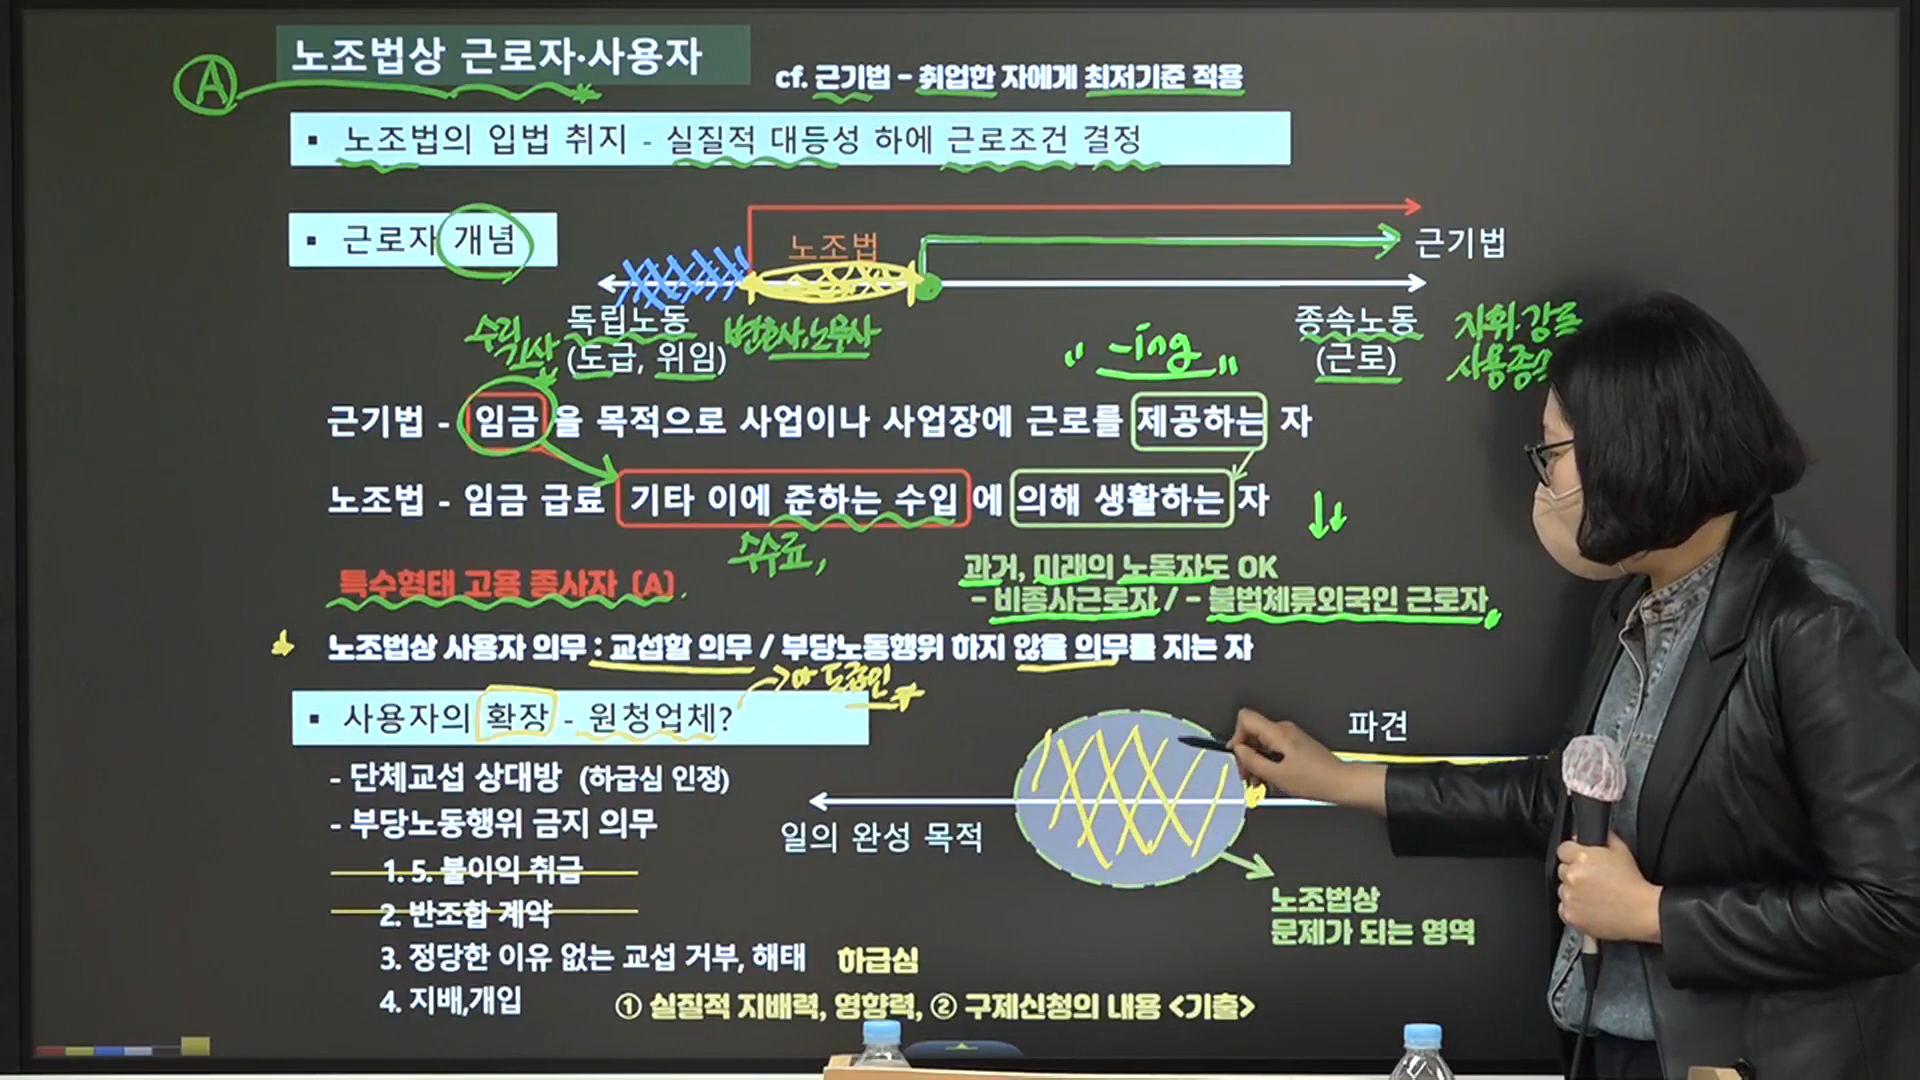 Ⓐ 노조법상 근로자·사용자
cf. 근기법 - 취업한 자에게 최저기준 적용
▪ 노조법의 입법 취지 - 실질적 대등성 하에 근로조건 결정
▪ 근로자 개념
노조법
근기법
독립노동
(도급, 위임)
변호사.노무사
종속노동
(근로)
"-ing"
근기법 - 임금을 목적으로 사업이나 사업장에 근로를 제공하는 자
노조법 - 임금 급료 기타 이에 준하는 수입에 의해 생활하는 자
수수료,
특수형태 고용 종사자 (A)
과거, 미래의 노동자도 OK
- 비종사근로자 / - 불법체류외국인 근로자
노조법상 사용자 의무 : 교섭할 의무 / 부당노동행위 하지 않을 의무를 지는 자
도급인
▪ 사용자의 확장 - 원청업체?
파견
- 단체교섭 상대방 (하급심 인정)
- 부당노동행위 금지 의무
일의 완성 목적
1. 5. 불이익 취급
2. 반조합 계약
노조법상
문제가 되는 영역
3. 정당한 이유 없는 교섭 거부, 해태 하급심
4. 지배,개입 ① 실질적 지배력, 영향력, ② 구제신청의 내용 <기출>